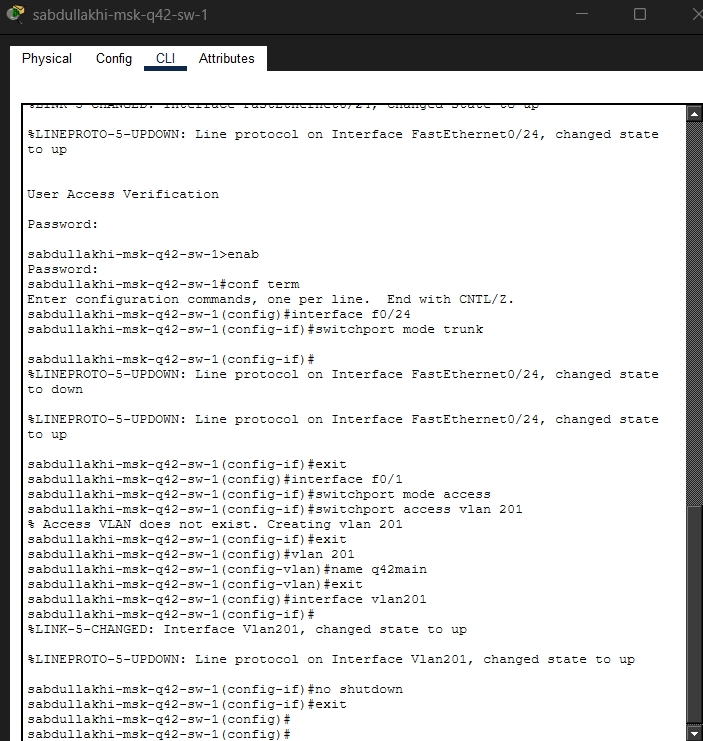 sabdullakhi-msk-q42-sw-1
Physical Config CLI Attributes
%LINK-5-CHANGED: Interface FastEthernet0/24, changed state to up
%LINEPROTO-5-UPDOWN: Line protocol on Interface FastEthernet0/24, changed state
to up
User Access Verification
Password:
sabdullakhi-msk-q42-sw-1>enab
Password:
sabdullakhi-msk-q42-sw-1#conf term
Enter configuration commands, one per line.  End with CNTL/Z.
sabdullakhi-msk-q42-sw-1(config)#interface f0/24
sabdullakhi-msk-q42-sw-1(config-if)#switchport mode trunk
sabdullakhi-msk-q42-sw-1(config-if)#
%LINEPROTO-5-UPDOWN: Line protocol on Interface FastEthernet0/24, changed state
to down
%LINEPROTO-5-UPDOWN: Line protocol on Interface FastEthernet0/24, changed state
to up
sabdullakhi-msk-q42-sw-1(config-if)#exit
sabdullakhi-msk-q42-sw-1(config)#interface f0/1
sabdullakhi-msk-q42-sw-1(config-if)#switchport mode access
sabdullakhi-msk-q42-sw-1(config-if)#switchport access vlan 201
% Access VLAN does not exist. Creating vlan 201
sabdullakhi-msk-q42-sw-1(config-if)#exit
sabdullakhi-msk-q42-sw-1(config)#vlan 201
sabdullakhi-msk-q42-sw-1(config-vlan)#name q42main
sabdullakhi-msk-q42-sw-1(config-vlan)#exit
sabdullakhi-msk-q42-sw-1(config)#interface vlan201
sabdullakhi-msk-q42-sw-1(config-if)#
%LINK-5-CHANGED: Interface Vlan201, changed state to up
%LINEPROTO-5-UPDOWN: Line protocol on Interface Vlan201, changed state to up
sabdullakhi-msk-q42-sw-1(config-if)#no shutdown
sabdullakhi-msk-q42-sw-1(config-if)#exit
sabdullakhi-msk-q42-sw-1(config)#
sabdullakhi-msk-q42-sw-1(config)#